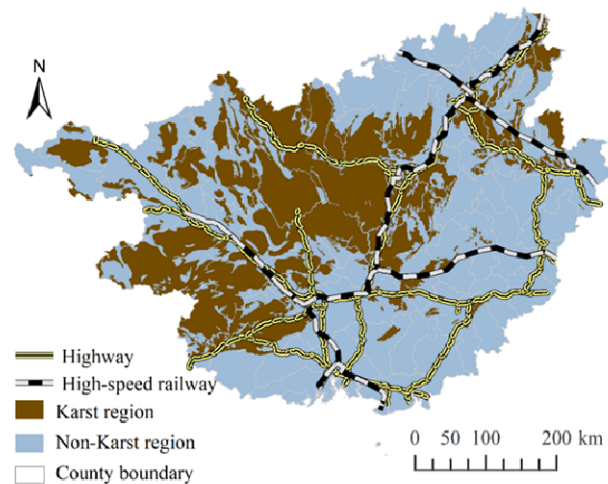 N
Highway
High-speed railway
Karst region
Non-Karst region
County boundary
0 50 100 200 km